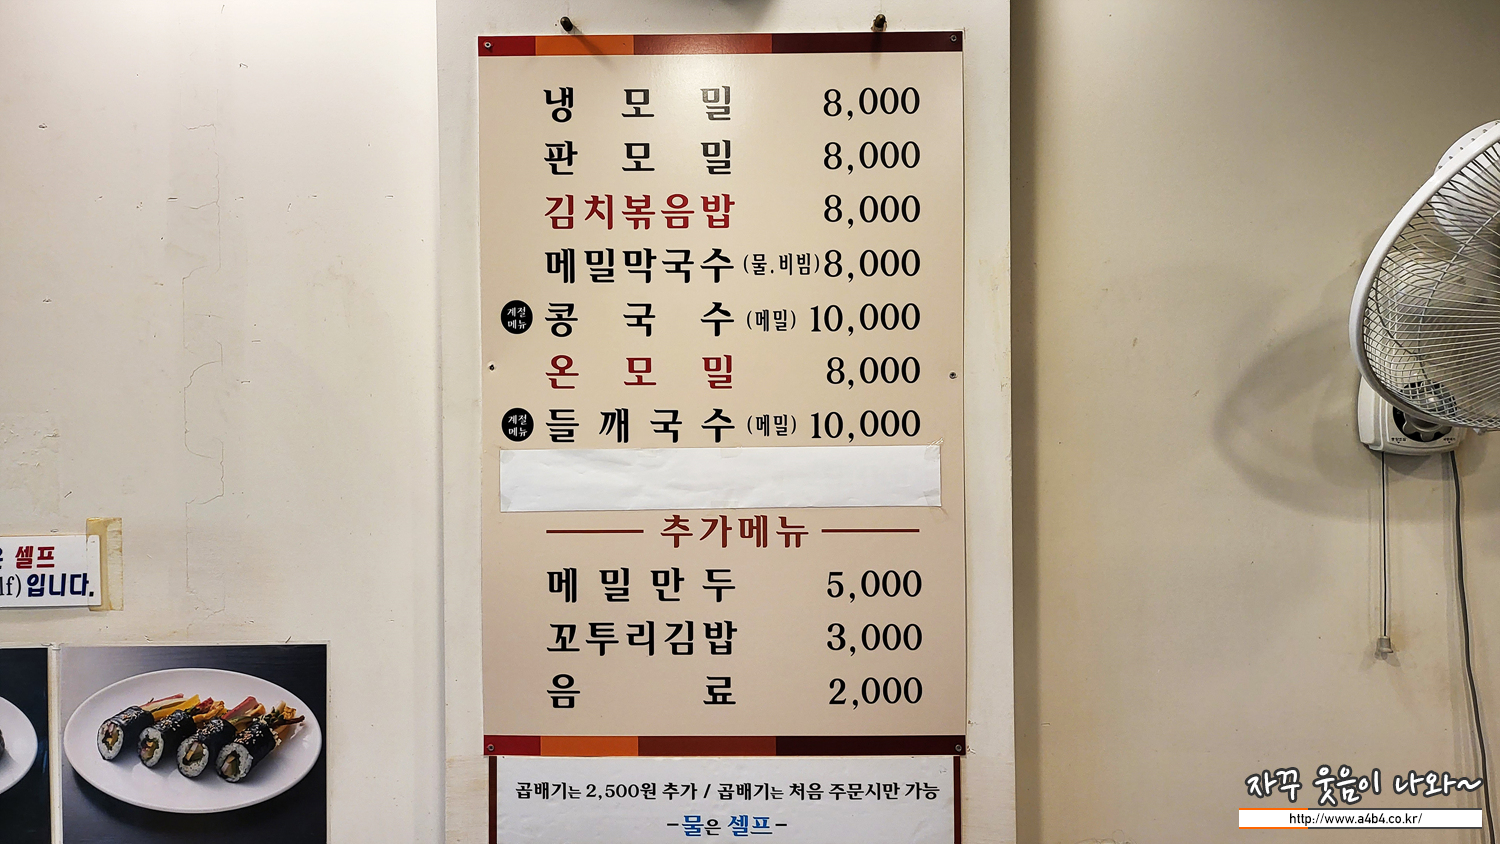 냉모밀 8,000
판모밀 8,000
김치볶음밥 8,000
메밀막국수 (물.비빔) 8,000
계절메뉴 콩국수 (메밀) 10,000
온모밀 8,000
계절메뉴 들깨국수 (메밀) 10,000
추가메뉴
메밀만두 5,000
꼬투리김밥 3,000
음료 2,000
곱배기는 2,500원 추가 / 곱배기는 처음 주문시만 가능
-물은 셀프-
은 셀프
lf)입니다.
자꾸 웃음이 나와~
http://www.a4b4.co.kr/